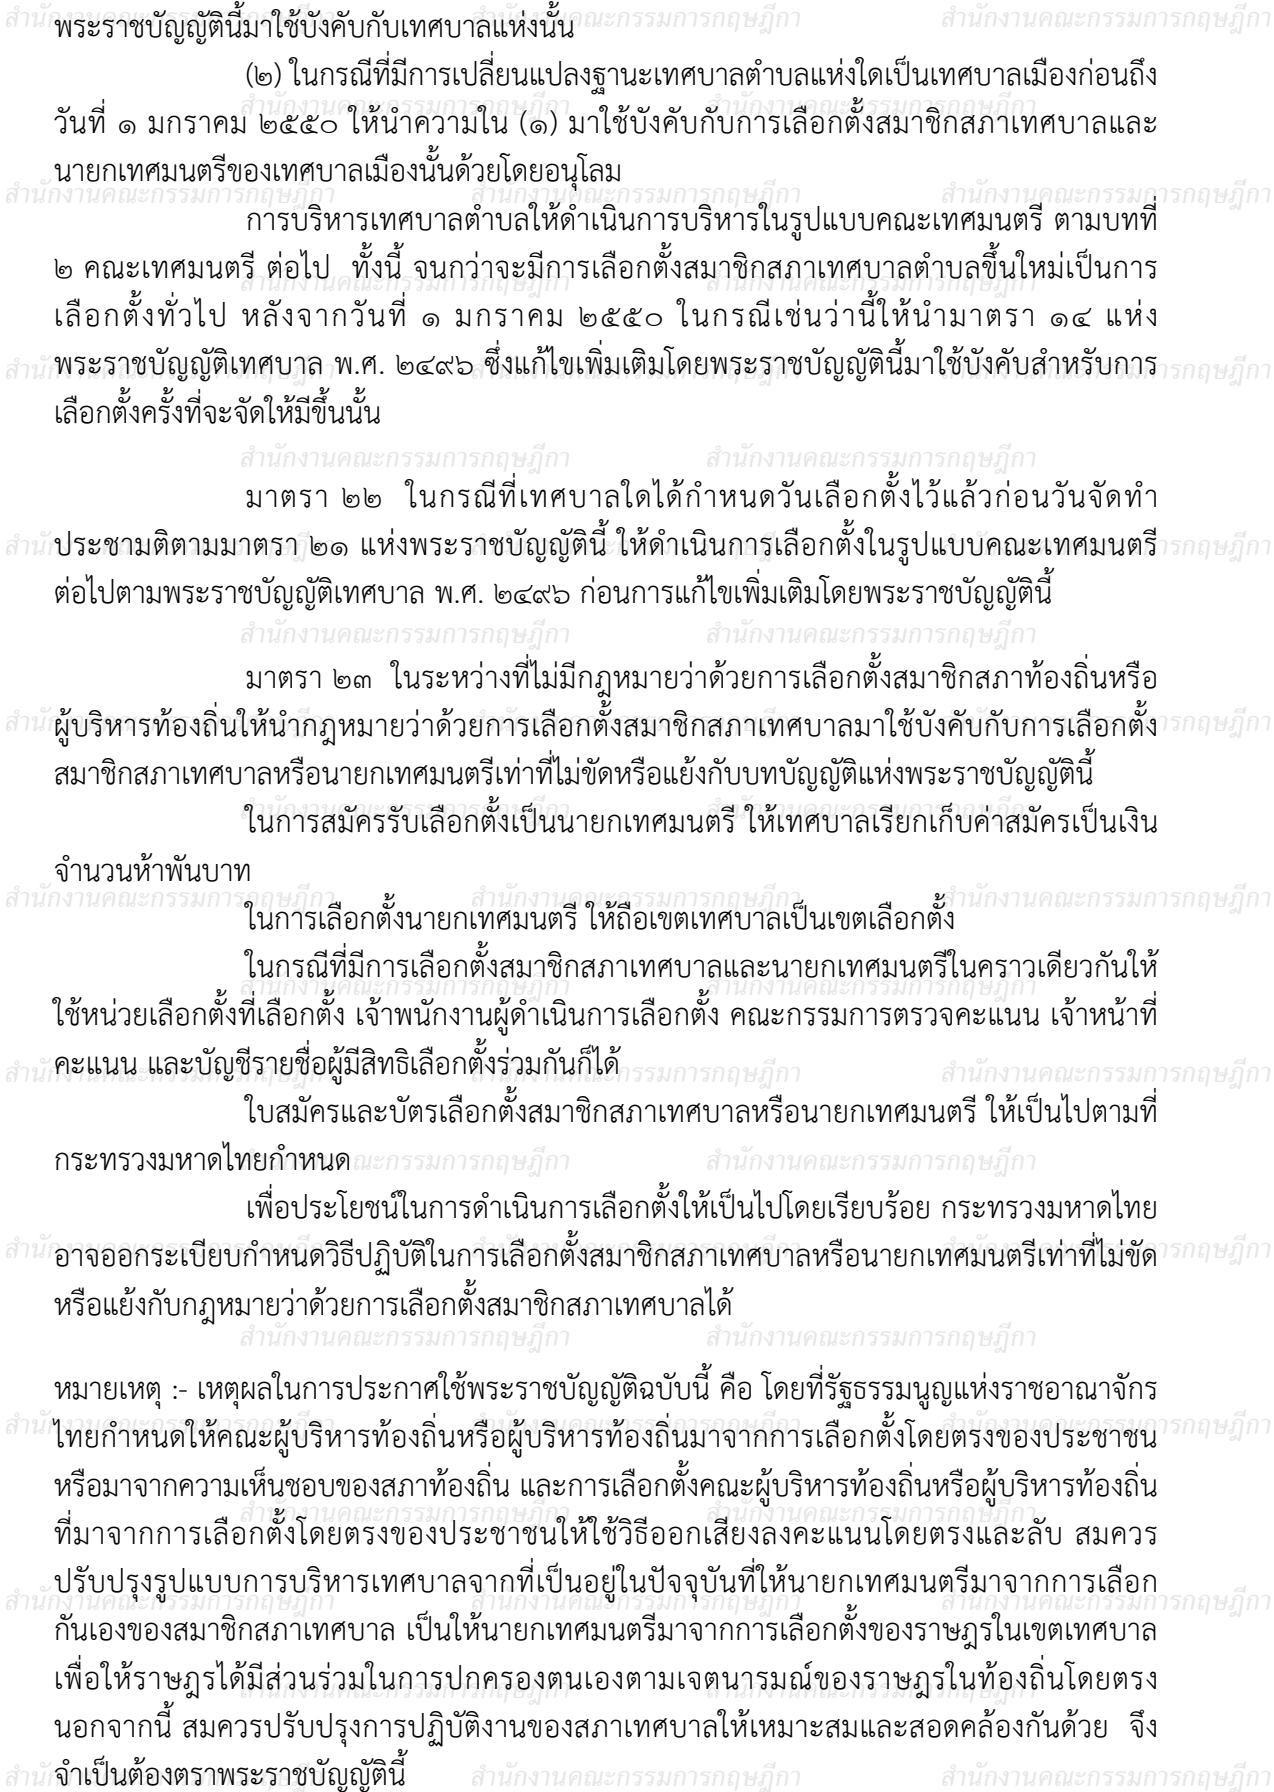 พระราชบัญญัตินี้มาใช้บังคับกับเทศบาลแห่งนั้น
(๒) ในกรณีที่มีการเปลี่ยนแปลงฐานะเทศบาลตำบลแห่งใดเป็นเทศบาลเมืองก่อนถึง
วันที่ ๑ มกราคม ๒๕๕๐ ให้นำความใน (๑) มาใช้บังคับกับการเลือกตั้งสมาชิกสภาเทศบาลและ
นายกเทศมนตรีของเทศบาลเมืองนั้นด้วยโดยอนุโลม
การบริหารเทศบาลตำบลให้ดำเนินการบริหารในรูปแบบคณะเทศมนตรี ตามบทที่
๒ คณะเทศมนตรี ต่อไป ทั้งนี้ จนกว่าจะมีการเลือกตั้งสมาชิกสภาเทศบาลตำบลขึ้นใหม่เป็นการ
เลือกตั้งทั่วไป หลังจากวันที่ ๑ มกราคม ๒๕๕๐ ในกรณีเช่นว่านี้ให้นำมาตรา ๑๔ แห่ง
พระราชบัญญัติเทศบาล พ.ศ. ๒๔๙๖ ซึ่งแก้ไขเพิ่มเติมโดยพระราชบัญญัตินี้มาใช้บังคับสำหรับการ
เลือกตั้งครั้งที่จะจัดให้มีขึ้นนั้น
มาตรา ๒๒ ในกรณีที่เทศบาลใดได้กำหนดวันเลือกตั้งไว้แล้วก่อนวันจัดทำ
ประชามติตามมาตรา ๒๑ แห่งพระราชบัญญัตินี้ ให้ดำเนินการเลือกตั้งในรูปแบบคณะเทศมนตรี
ต่อไปตามพระราชบัญญัติเทศบาล พ.ศ. ๒๔๙๖ ก่อนการแก้ไขเพิ่มเติมโดยพระราชบัญญัตินี้
มาตรา ๒๓ ในระหว่างที่ไม่มีกฎหมายว่าด้วยการเลือกตั้งสมาชิกสภาท้องถิ่นหรือ
ผู้บริหารท้องถิ่นให้นำกฎหมายว่าด้วยการเลือกตั้งสมาชิกสภาเทศบาลมาใช้บังคับกับการเลือกตั้ง
สมาชิกสภาเทศบาลหรือนายกเทศมนตรีเท่าที่ไม่ขัดหรือแย้งกับบทบัญญัติแห่งพระราชบัญญัตินี้
ในการสมัครรับเลือกตั้งเป็นนายกเทศมนตรี ให้เทศบาลเรียกเก็บค่าสมัครเป็นเงิน
จำนวนห้าพันบาท
ในการเลือกตั้งนายกเทศมนตรี ให้ถือเขตเทศบาลเป็นเขตเลือกตั้ง
ในกรณีที่มีการเลือกตั้งสมาชิกสภาเทศบาลและนายกเทศมนตรีในคราวเดียวกันให้
ใช้หน่วยเลือกตั้งที่เลือกตั้ง เจ้าพนักงานผู้ดำเนินการเลือกตั้ง คณะกรรมการตรวจคะแนน เจ้าหน้าที่
คะแนน และบัญชีรายชื่อผู้มีสิทธิเลือกตั้งร่วมกันก็ได้
ใบสมัครและบัตรเลือกตั้งสมาชิกสภาเทศบาลหรือนายกเทศมนตรี ให้เป็นไปตามที่
กระทรวงมหาดไทยกำหนด
เพื่อประโยชน์ในการดำเนินการเลือกตั้งให้เป็นไปโดยเรียบร้อย กระทรวงมหาดไทย
อาจออกระเบียบกำหนดวิธีปฏิบัติในการเลือกตั้งสมาชิกสภาเทศบาลหรือนายกเทศมนตรีเท่าที่ไม่ขัด
หรือแย้งกับกฎหมายว่าด้วยการเลือกตั้งสมาชิกสภาเทศบาลได้
หมายเหตุ :- เหตุผลในการประกาศใช้พระราชบัญญัติฉบับนี้ คือ โดยที่รัฐธรรมนูญแห่งราชอาณาจักร
ไทยกำหนดให้คณะผู้บริหารท้องถิ่นหรือผู้บริหารท้องถิ่นมาจากการเลือกตั้งโดยตรงของประชาชน
หรือมาจากความเห็นชอบของสภาท้องถิ่น และการเลือกตั้งคณะผู้บริหารท้องถิ่นหรือผู้บริหารท้องถิ่น
ที่มาจากการเลือกตั้งโดยตรงของประชาชนให้ใช้วิธีออกเสียงลงคะแนนโดยตรงและลับ สมควร
ปรับปรุงรูปแบบการบริหารเทศบาลจากที่เป็นอยู่ในปัจจุบันที่ให้นายกเทศมนตรีมาจากการเลือก
กันเองของสมาชิกสภาเทศบาล เป็นให้นายกเทศมนตรีมาจากการเลือกตั้งของราษฎรในเขตเทศบาล
เพื่อให้ราษฎรได้มีส่วนร่วมในการปกครองตนเองตามเจตนารมณ์ของราษฎรในท้องถิ่นโดยตรง
นอกจากนี้ สมควรปรับปรุงการปฏิบัติงานของสภาเทศบาลให้เหมาะสมและสอดคล้องกันด้วย จึง
จำเป็นต้องตราพระราชบัญญัตินี้